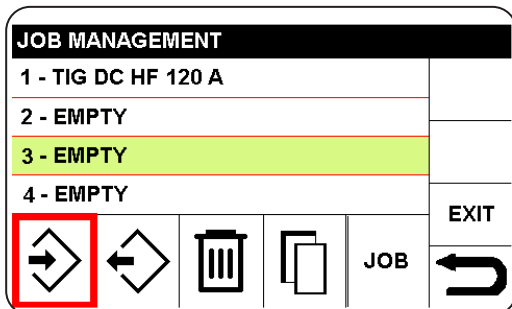 JOB MANAGEMENT
1 - TIG DC HF 120 A
2 - EMPTY
3 - EMPTY
4 - EMPTY
JOB
EXIT